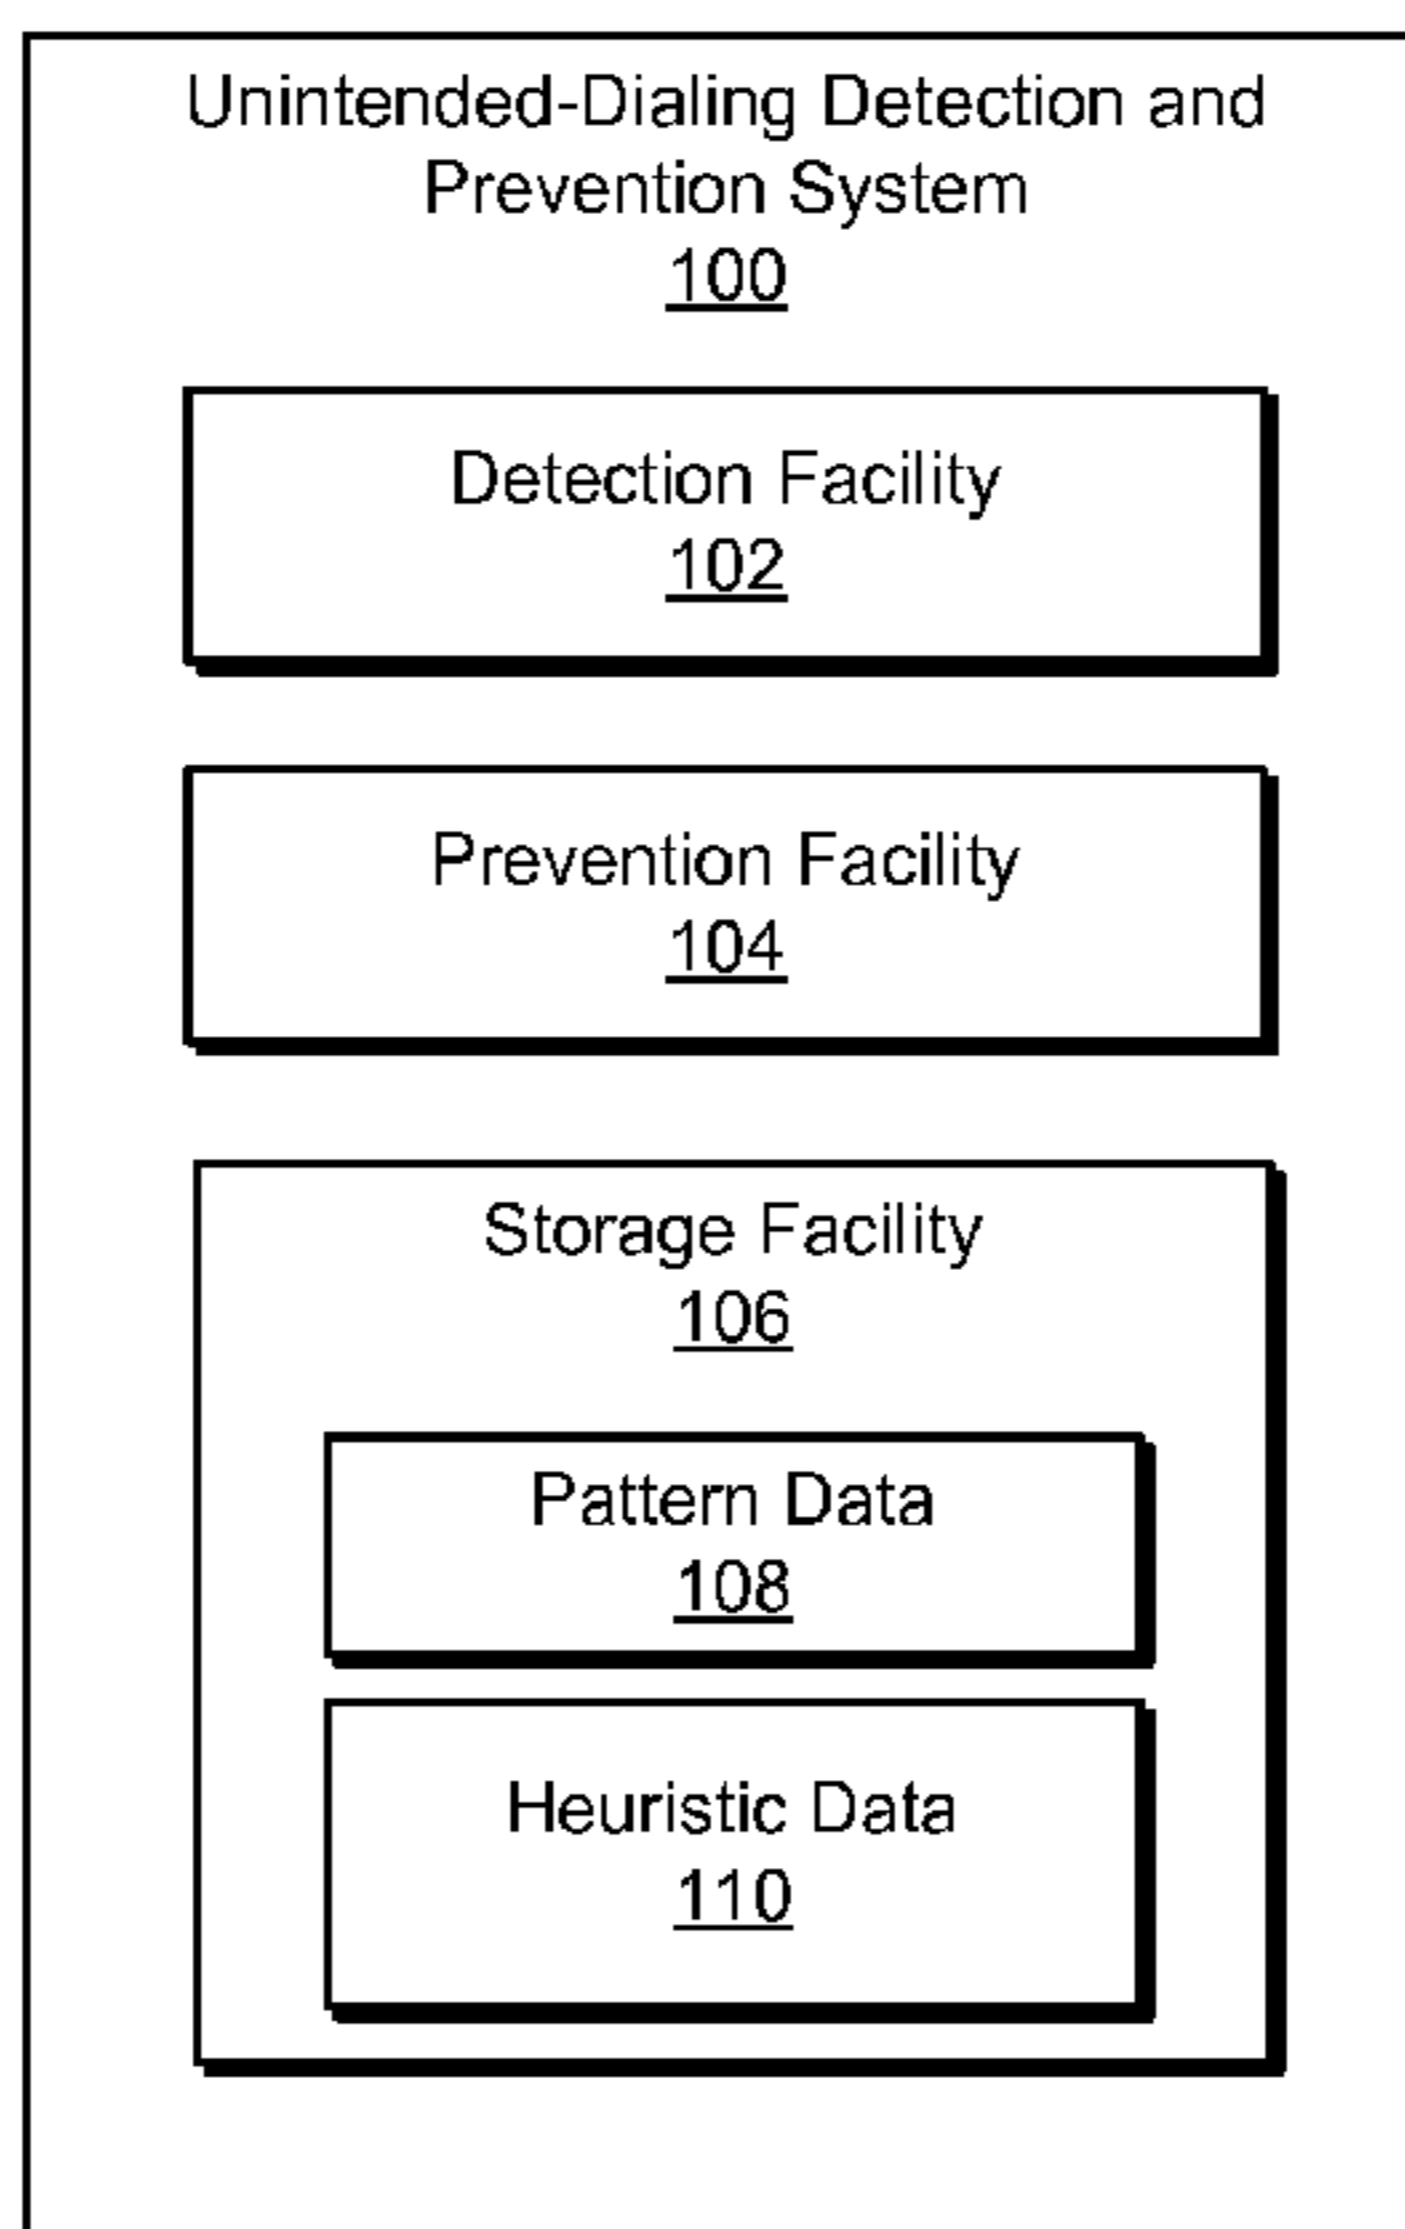 Unintended-Dialing Detection and
Prevention System
100
Detection Facility
102
Prevention Facility
104
Storage Facility
106
Pattern Data
108
Heuristic Data
110